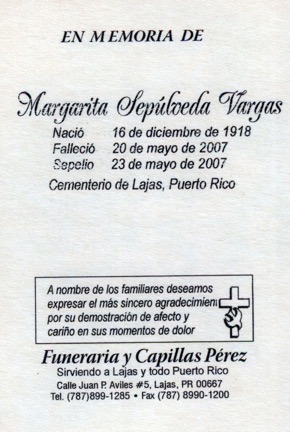 EN MEMORIA DE
Margarita Sepúlveda Vargas
Nació 16 de diciembre de 1918
Falleció 20 de mayo de 2007
Sepelio 23 de mayo de 2007
Cementerio de Lajas, Puerto Rico
A nombre de los familiares deseamos
expresar el más sincero agradecimient
por su demostración de afecto y
cariño en sus momentos de dolor
Funeraria y Capillas Pérez
Sirviendo a Lajas y todo Puerto Rico
Calle Juan P. Aviles #5, Lajas, PR 00667
Tel. (787)899-1285 • Fax (787) 8990-1200